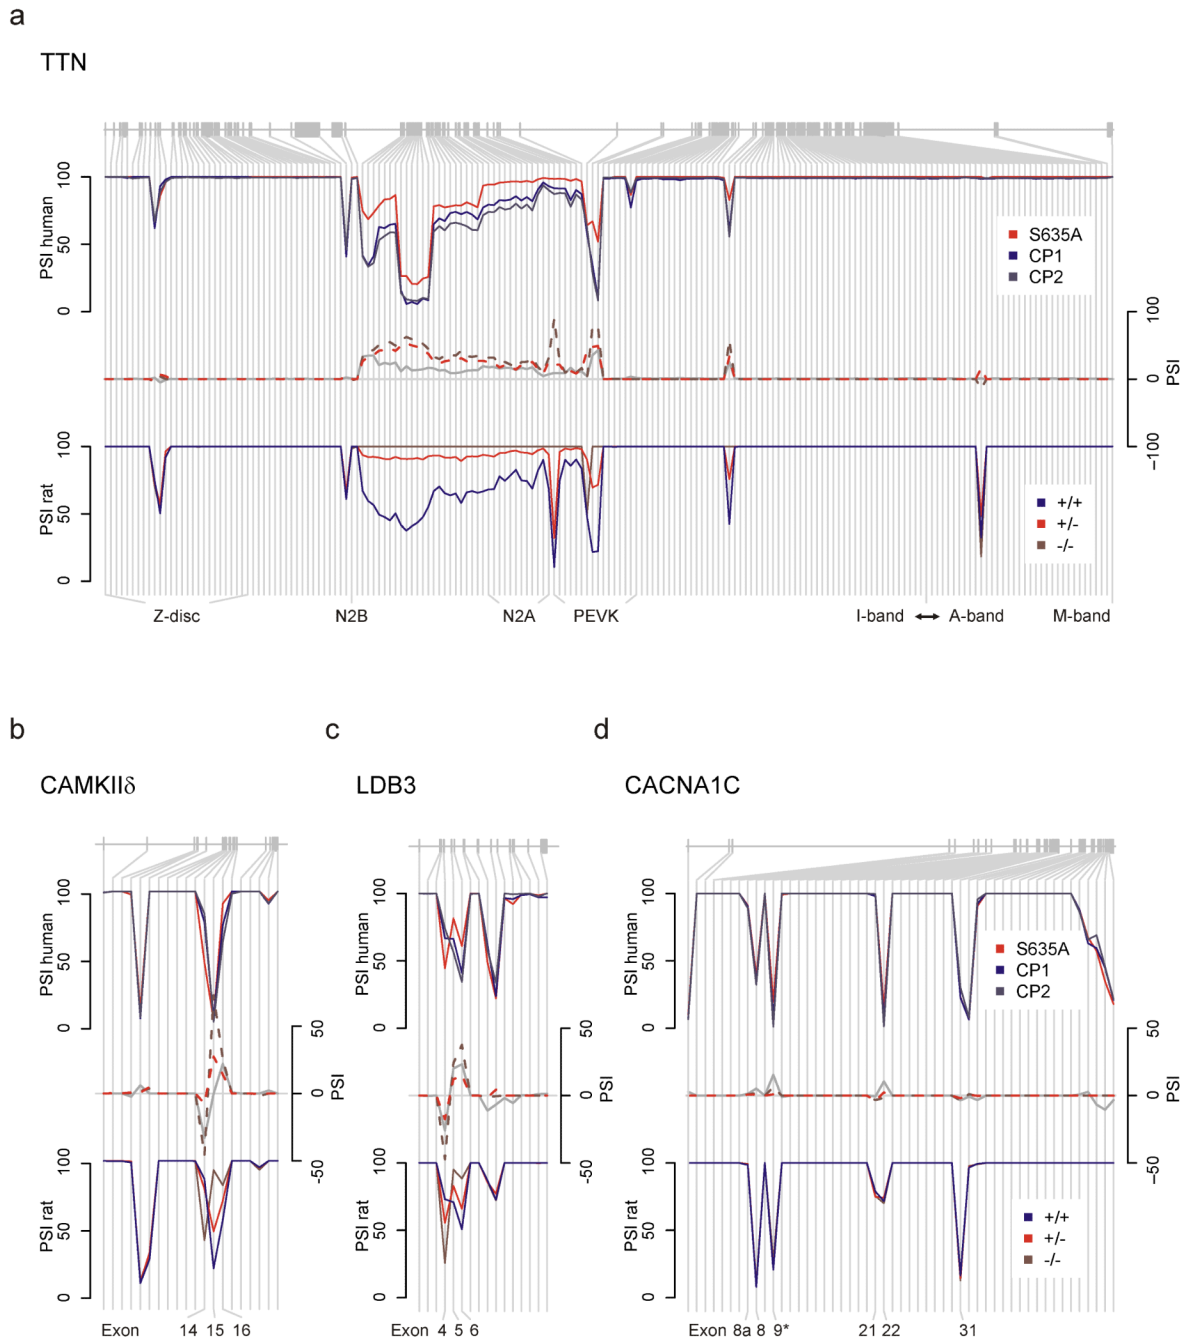 a
TTN
100
50
0
PSI human
S635A
CP1
CP2
100
0
-100
PSI
100
50
0
PSI rat
+/+
+/-
-/-
Z-disc N2B N2A PEVK I-band A-band M-band
b c d
CAMKIIδ LDB3 CACNA1C
100 100 100
50 50 50
0 0 0
PSI human PSI human PSI human
S635A
CP1
CP2
50 50 50
0 0 0
-50 -50 -50
PSI PSI PSI
100 100 100
50 50 50
0 0 0
PSI rat PSI rat PSI rat
+/+
+/-
-/-
Exon 14 15 16 Exon 4 5 6 Exon 8a 8 9* 21 22 31